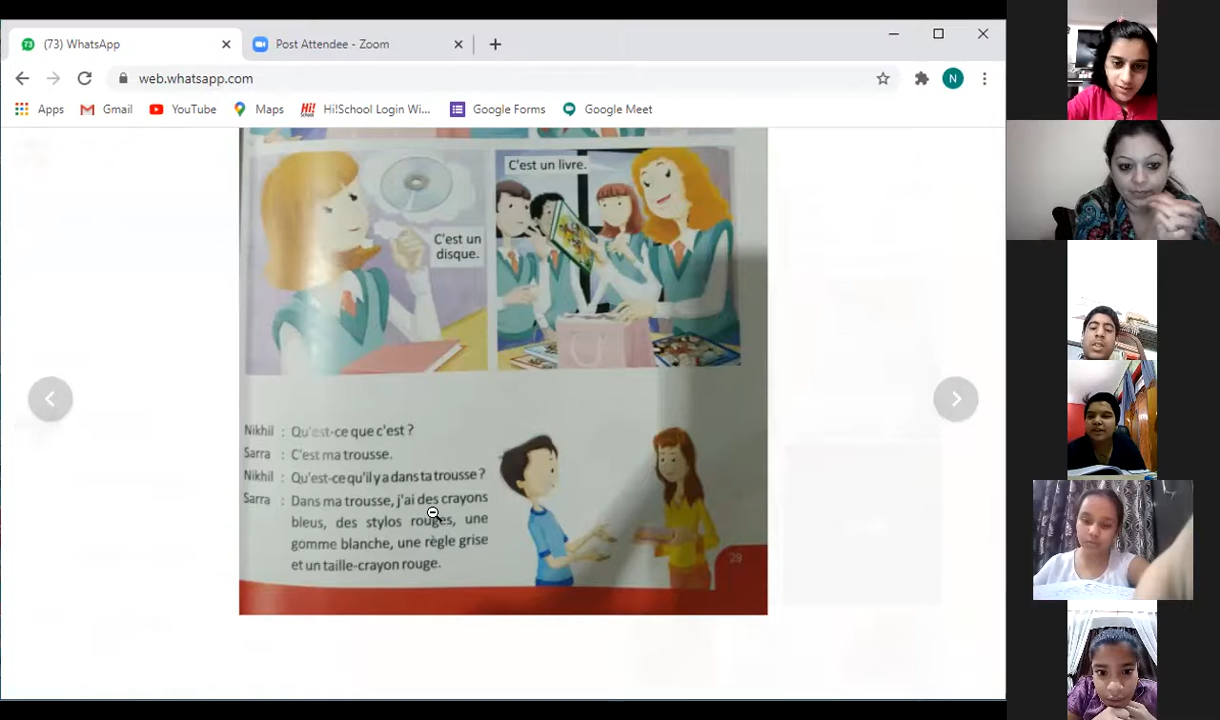 (73) WhatsApp
Post Attendee - Zoom
web.whatsapp.com
N
Apps
Gmail
YouTube
Maps
Hi!School Login Wi...
Google Forms
Google Meet
C'est un livre.
C'est un
disque.
Nikhil : Qu'est-ce que c'est ?
Sarra : C'est ma trousse.
Nikhil : Qu'est-ce qu'il y a dans ta trousse ?
Sarra : Dans ma trousse, j'ai des crayons
bleus, des stylos rouges, une
gomme blanche, une règle grise
et un taille-crayon rouge.
29